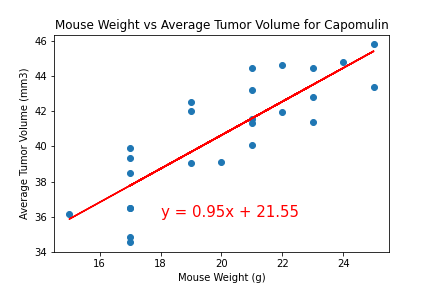 Mouse Weight vs Average Tumor Volume for Capomulin
46
44
42
40
38
36
34
Average Tumor Volume (mm3)
y = 0.95x + 21.55
16 18 20 22 24
Mouse Weight (g)